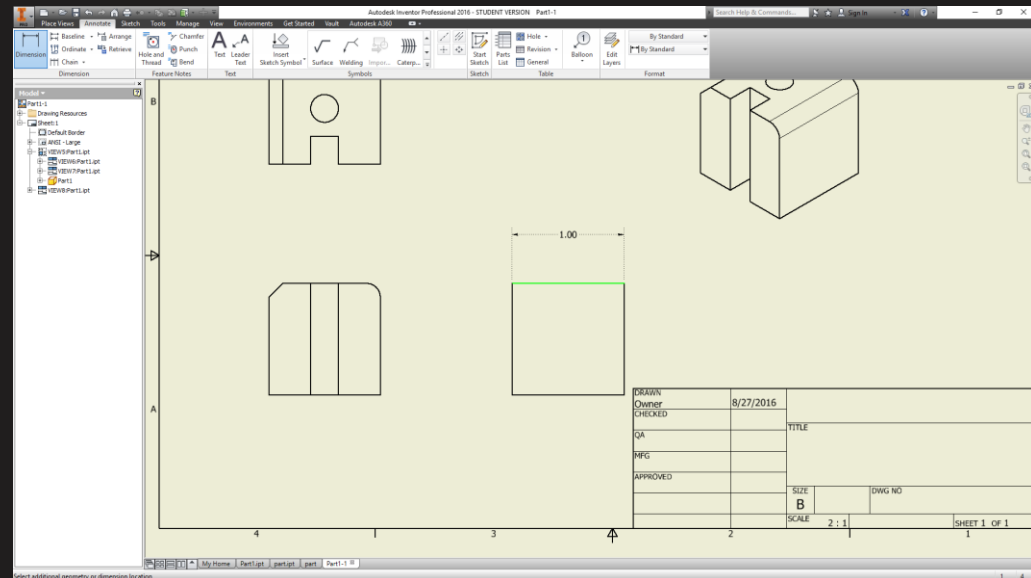 Autodesk Inventor Professional 2016 - STUDENT VERSION Part1-1
Search Help & Commands...
Sign In
Place Views Annotate Sketch Tools Manage View Environments Get Started Vault Autodesk A360
Dimension
Baseline
Arrange
Ordinate
Retrieve
Chain
Dimension
Hole and Thread
Chamfer
Punch
Bend
Feature Notes
Text
Leader Text
Text
Insert Sketch Symbol
Surface
Welding
Impor...
Caterp...
Symbols
Start Sketch
Sketch
Parts List
Hole
Revision
General
Table
Balloon
Edit Layers
By Standard
By Standard
Format
Model
Part1-1
Drawing Resources
Sheet:1
Default Border
ANSI - Large
VIEW5:Part1.ipt
VIEW6:Part1.ipt
VIEW7:Part1.ipt
Part1
VIEW8:Part1.ipt
B
A
1.00
DRAWN
Owner
8/27/2016
CHECKED
QA
MFG
APPROVED
TITLE
SIZE
B
DWG NO
SCALE
2 : 1
SHEET 1 OF 1
4 3 2 1
My Home Part1.ipt part.ipt part Part1-1
Select additional geometry or dimension location
1 4